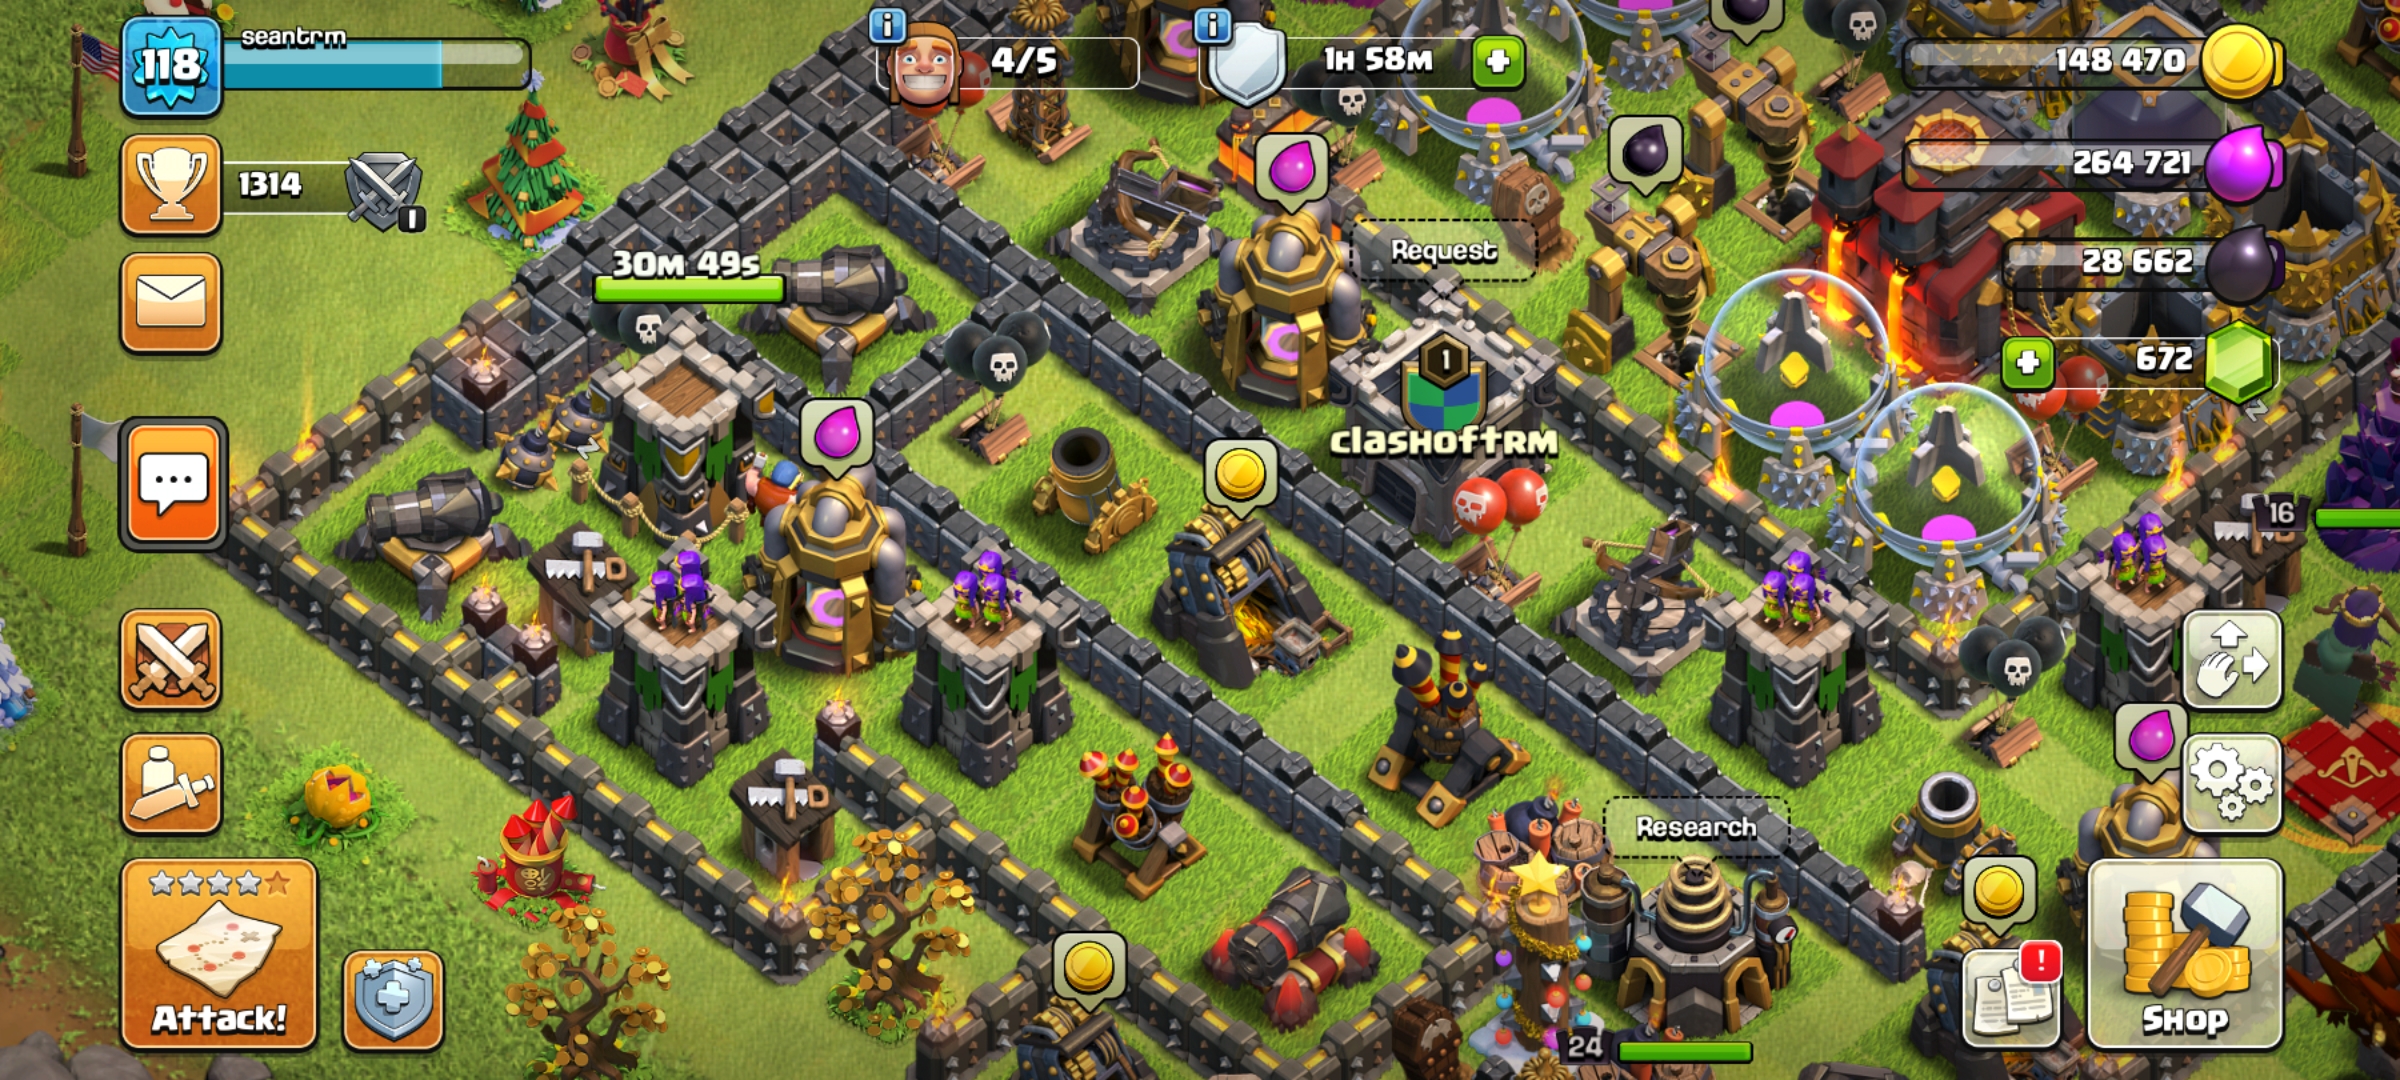 118
seantrm
4/5
1H 58M
148 470
1314
I
264 721
Request
30M 49S
28 662
1
672
clashoftrm
16
Research
Attack!
!
Shop
24